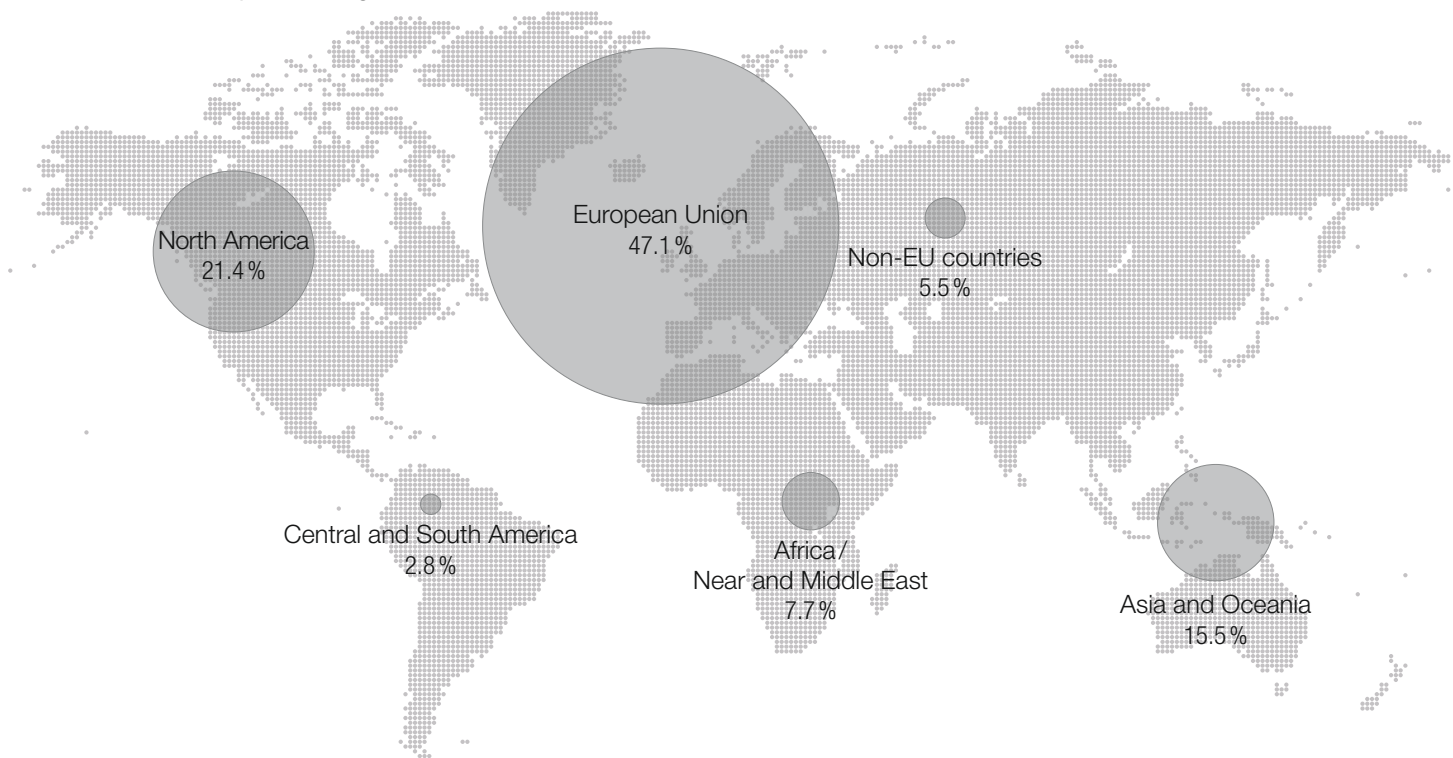 European Union
47.1 %
North America
21.4 %
Non-EU countries
5.5 %
Central and South America
2.8 %
Africa /
Near and Middle East
7.7 %
Asia and Oceania
15.5 %